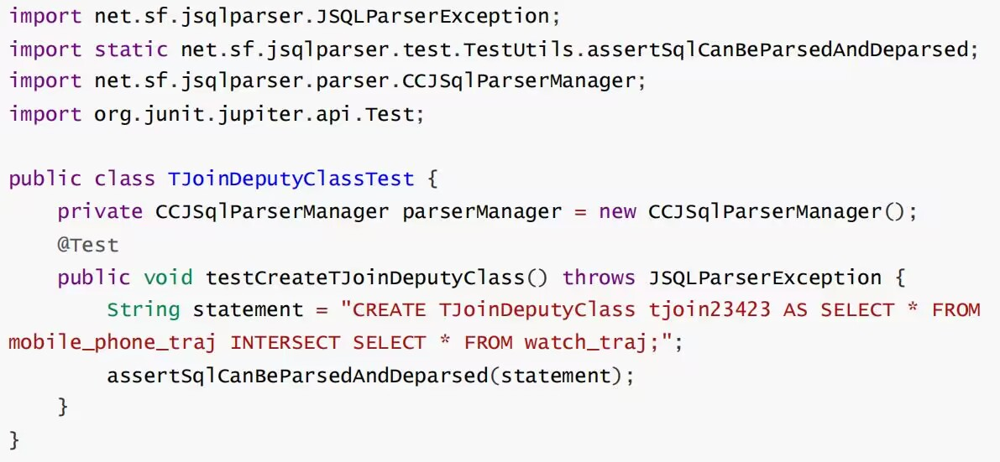 import net.sf.jsqlparser.JSQLParserException;
import static net.sf.jsqlparser.test.TestUtils.assertSqlCanBeParsedAndDeparsed;
import net.sf.jsqlparser.parser.CCJSqlParserManager;
import org.junit.jupiter.api.Test;

public class TJoinDeputyClassTest {
    private CCJSqlParserManager parserManager = new CCJSqlParserManager();
    @Test
    public void testCreateTJoinDeputyClass() throws JSQLParserException {
        String statement = "CREATE TJoinDeputyClass tjoin23423 AS SELECT * FROM
mobile_phone_traj INTERSECT SELECT * FROM watch_traj;";
        assertSqlCanBeParsedAndDeparsed(statement);
    }
}